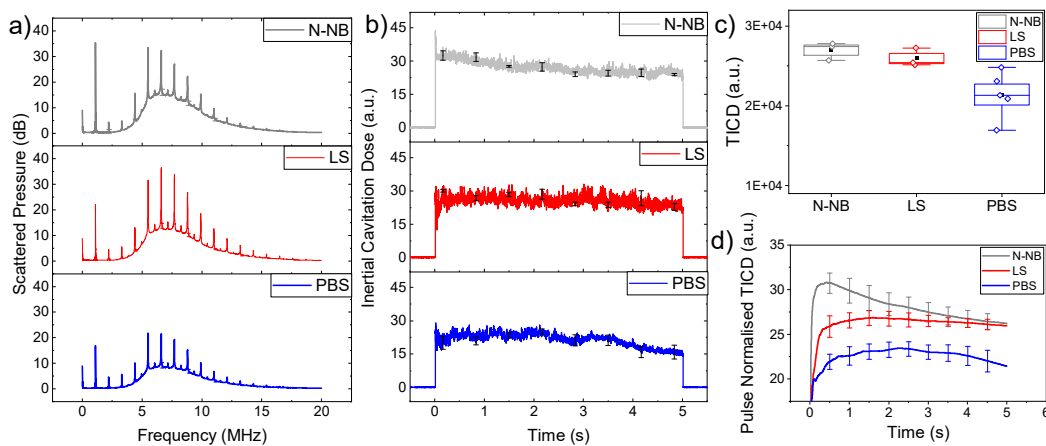 a)
N-NB
40
30
20
10
0
LS
40
30
20
10
0
PBS
40
30
20
10
0
0 5 10 15 20
Scattered Pressure (dB)
Frequency (MHz)
b)
N-NB
45
30
15
0
LS
45
30
15
0
PBS
45
30
15
0
0 1 2 3 4 5
Inertial Cavitation Dose (a.u.)
Time (s)
c)
N-NB
LS
PBS
3E+04
2E+04
1E+04
TICD (a.u.)
N-NB LS PBS
d)
N-NB
LS
PBS
35
30
25
20
Pulse Normalised TICD (a.u.)
0 1 2 3 4 5 6
Time (s)